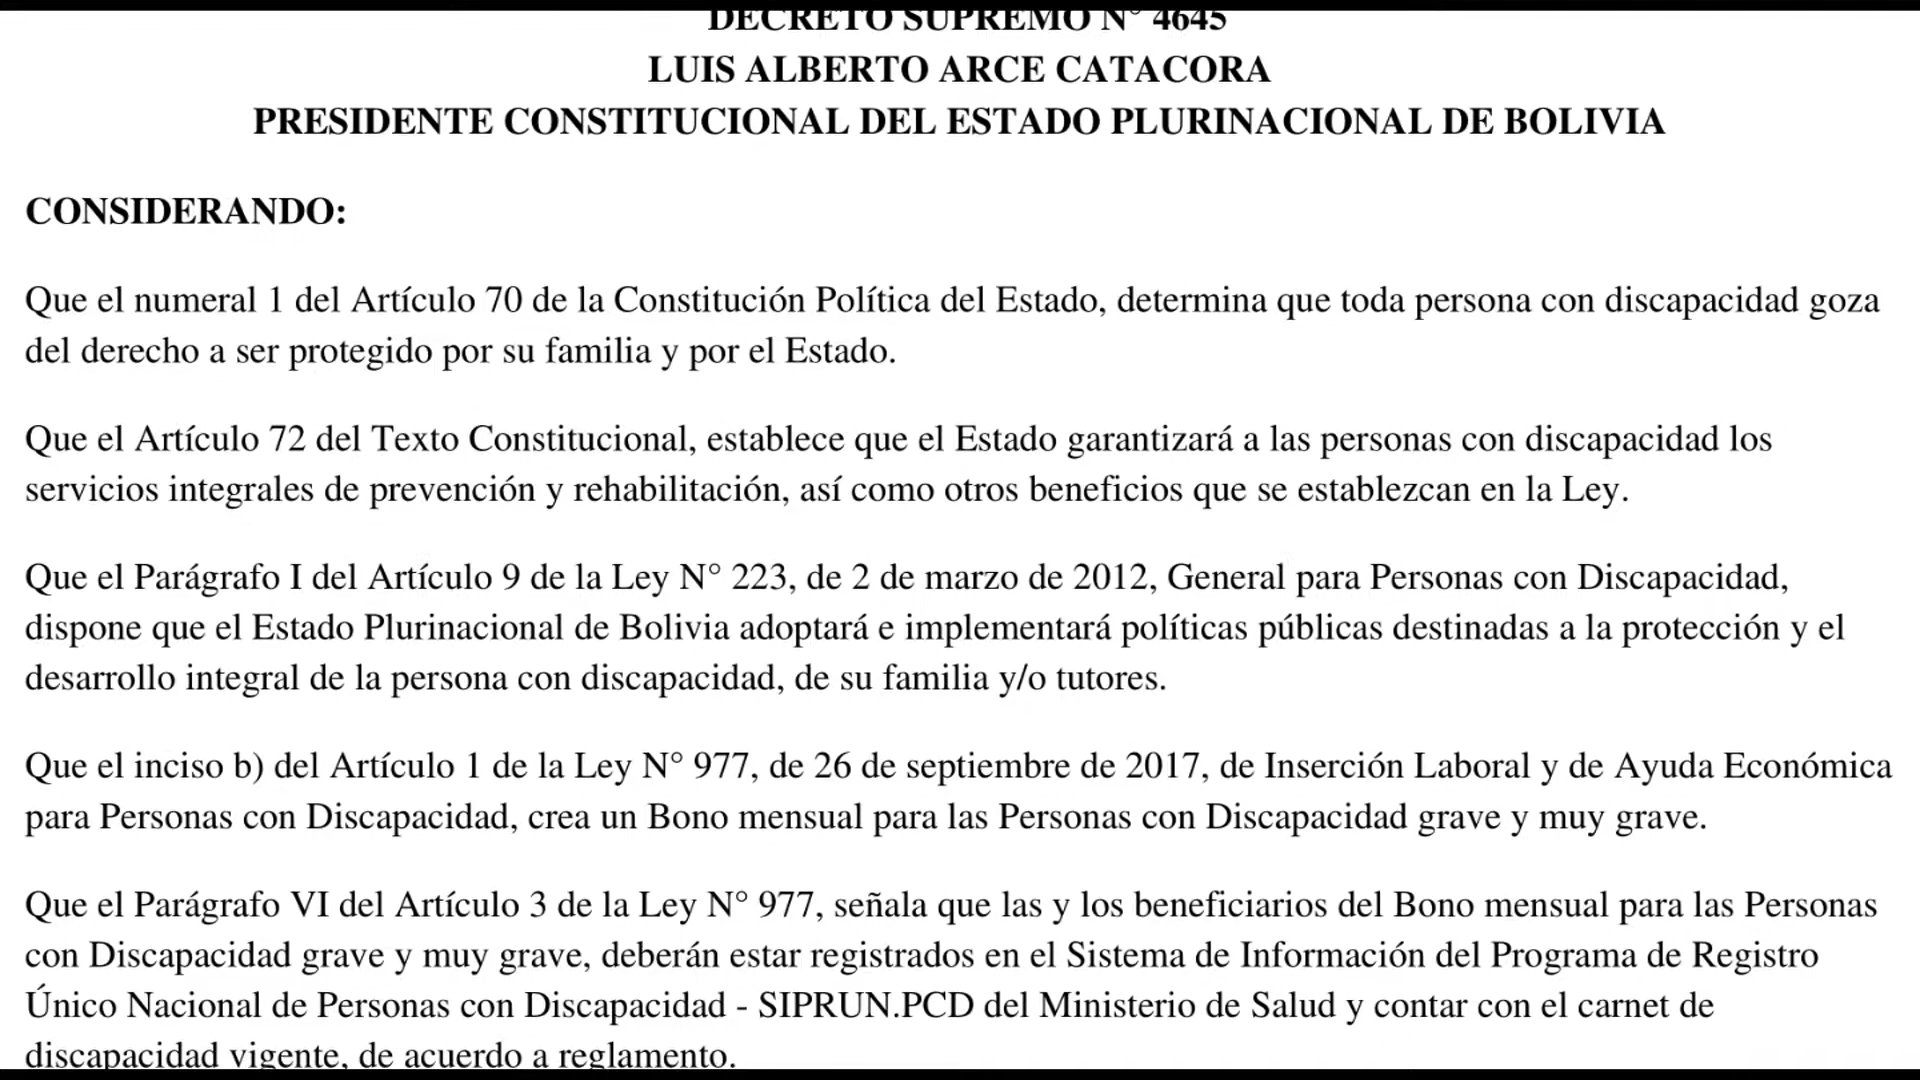 DECRETO SUPREMO N° 4645
LUIS ALBERTO ARCE CATACORA
PRESIDENTE CONSTITUCIONAL DEL ESTADO PLURINACIONAL DE BOLIVIA
CONSIDERANDO:
Que el numeral 1 del Artículo 70 de la Constitución Política del Estado, determina que toda persona con discapacidad goza
del derecho a ser protegido por su familia y por el Estado.
Que el Artículo 72 del Texto Constitucional, establece que el Estado garantizará a las personas con discapacidad los
servicios integrales de prevención y rehabilitación, así como otros beneficios que se establezcan en la Ley.
Que el Parágrafo I del Artículo 9 de la Ley N° 223, de 2 de marzo de 2012, General para Personas con Discapacidad,
dispone que el Estado Plurinacional de Bolivia adoptará e implementará políticas públicas destinadas a la protección y el
desarrollo integral de la persona con discapacidad, de su familia y/o tutores.
Que el inciso b) del Artículo 1 de la Ley N° 977, de 26 de septiembre de 2017, de Inserción Laboral y de Ayuda Económica
para Personas con Discapacidad, crea un Bono mensual para las Personas con Discapacidad grave y muy grave.
Que el Parágrafo VI del Artículo 3 de la Ley N° 977, señala que las y los beneficiarios del Bono mensual para las Personas
con Discapacidad grave y muy grave, deberán estar registrados en el Sistema de Información del Programa de Registro
Único Nacional de Personas con Discapacidad - SIPRUN.PCD del Ministerio de Salud y contar con el carnet de
discapacidad vigente, de acuerdo a reglamento.